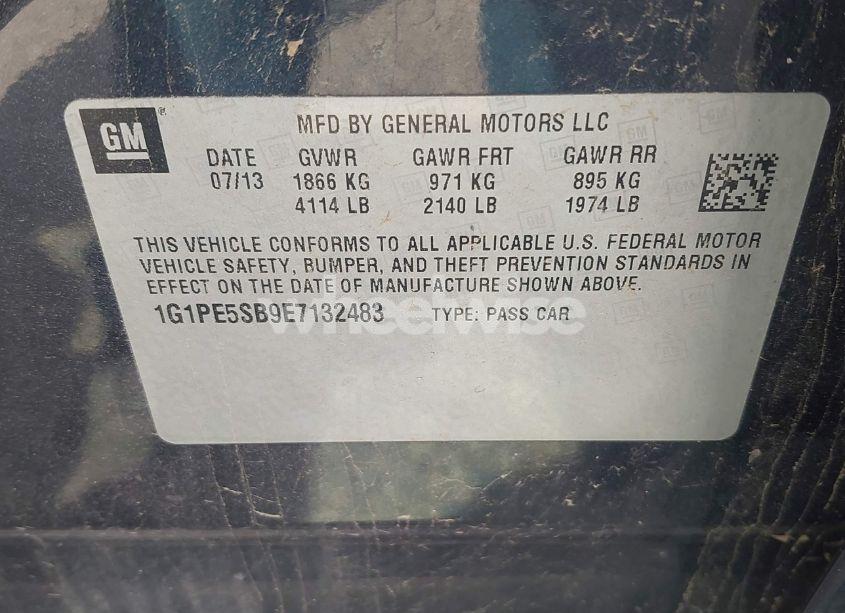 GM
MFD BY GENERAL MOTORS LLC
DATE GVWR GAWR FRT GAWR RR
07/13 1866 KG 971 KG 895 KG
4114 LB 2140 LB 1974 LB
THIS VEHICLE CONFORMS TO ALL APPLICABLE U.S. FEDERAL MOTOR
VEHICLE SAFETY, BUMPER, AND THEFT PREVENTION STANDARDS IN
EFFECT ON THE DATE OF MANUFACTURE SHOWN ABOVE.
1G1PE5SB9E7132483 TYPE: PASS CAR
wheelwise